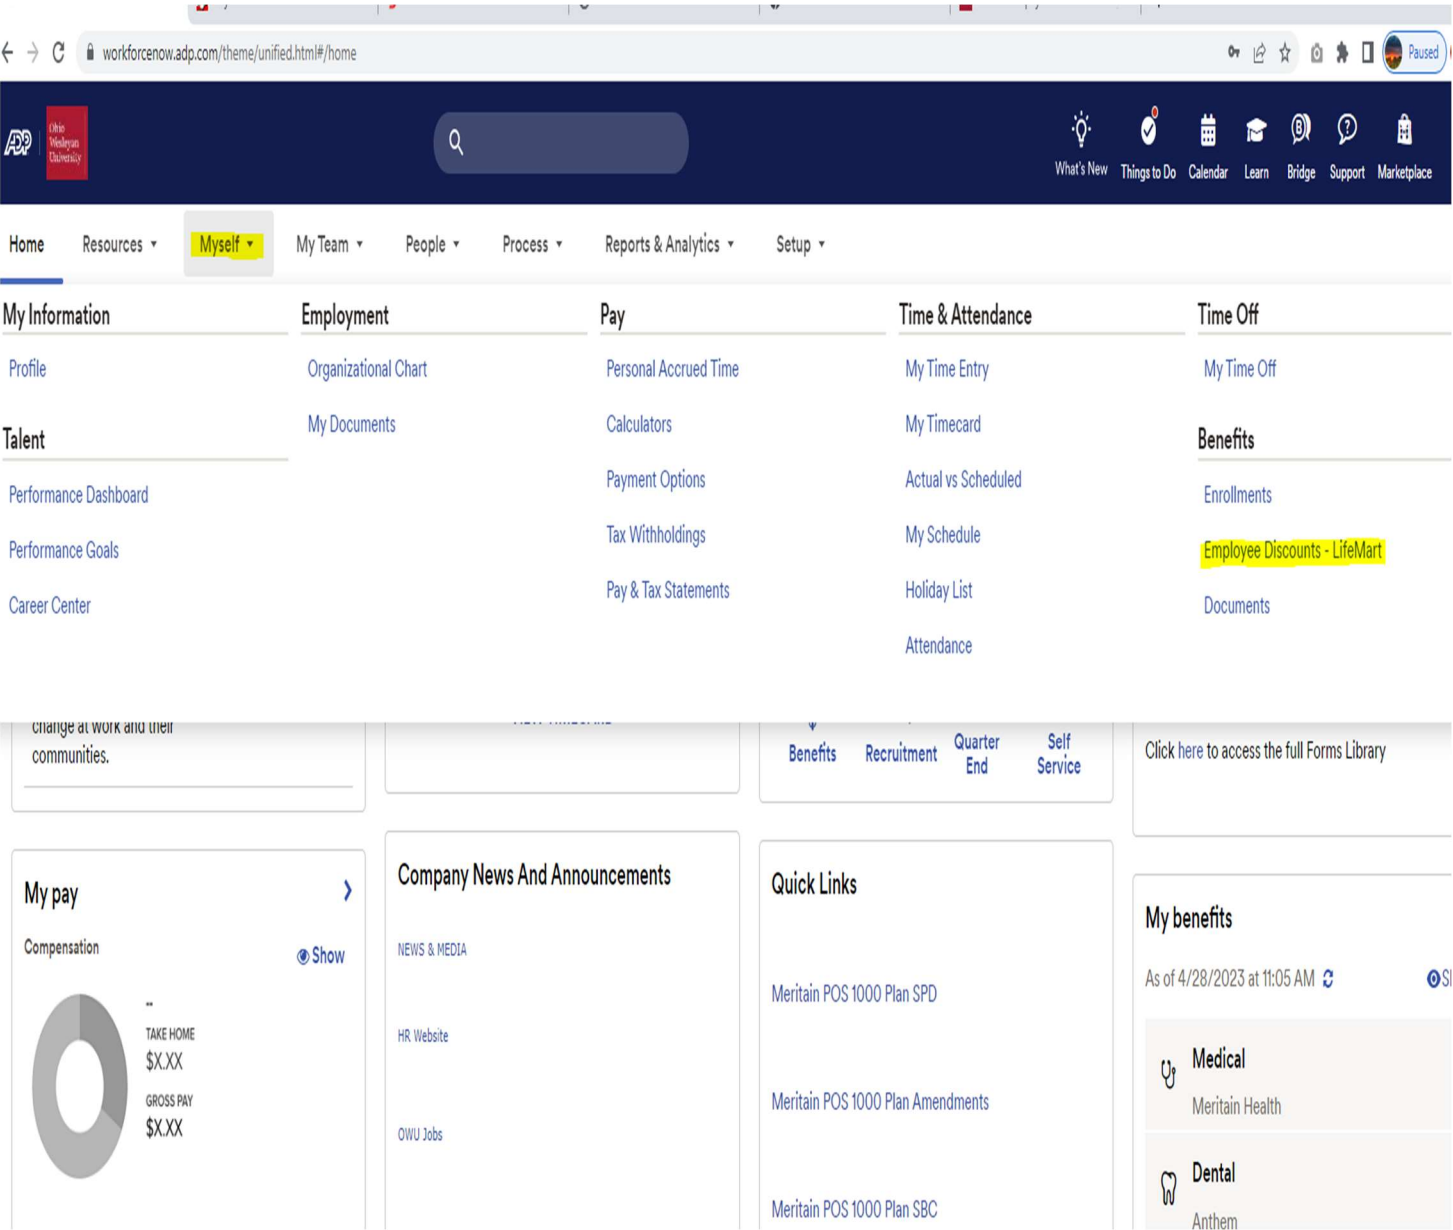 workforcenow.adp.com/theme/unified.html#/home
Paused
ADP
Ohio
Wesleyan
University
What's New
Things to Do
Calendar
Learn
Bridge
Support
Marketplace
Home
Resources
Myself
My Team
People
Process
Reports & Analytics
Setup
My Information
Profile
Talent
Performance Dashboard
Performance Goals
Career Center
Employment
Organizational Chart
My Documents
Pay
Personal Accrued Time
Calculators
Payment Options
Tax Withholdings
Pay & Tax Statements
Time & Attendance
My Time Entry
My Timecard
Actual vs Scheduled
My Schedule
Holiday List
Attendance
Time Off
My Time Off
Benefits
Enrollments
Employee Discounts - LifeMart
Documents
change at work and their
communities.
Benefits
Recruitment
Quarter
End
Self
Service
Click here to access the full Forms Library
My pay
Compensation
Show
--
TAKE HOME
$X.XX
GROSS PAY
$X.XX
Company News And Announcements
NEWS & MEDIA
HR Website
OWU Jobs
Quick Links
Meritain POS 1000 Plan SPD
Meritain POS 1000 Plan Amendments
Meritain POS 1000 Plan SBC
My benefits
As of 4/28/2023 at 11:05 AM
Medical
Meritain Health
Dental
Anthem